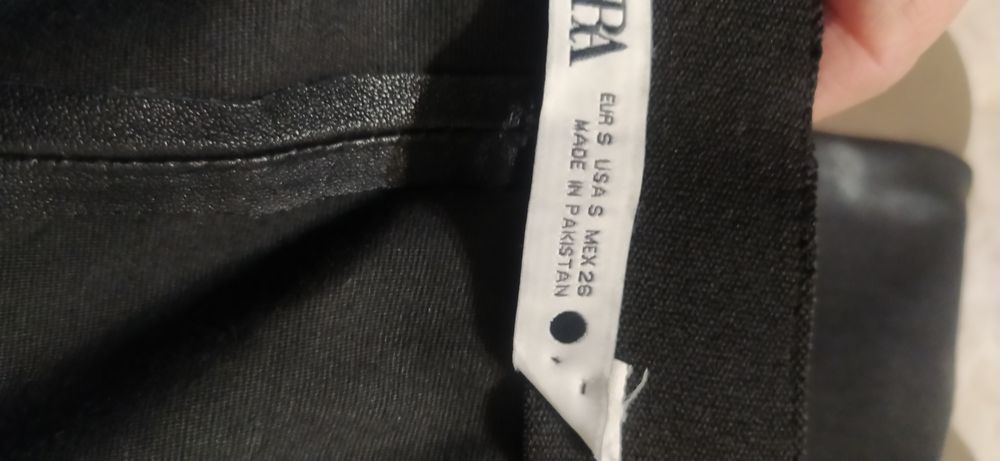 EUR S USA S MEX 26
MADE IN PAKISTAN